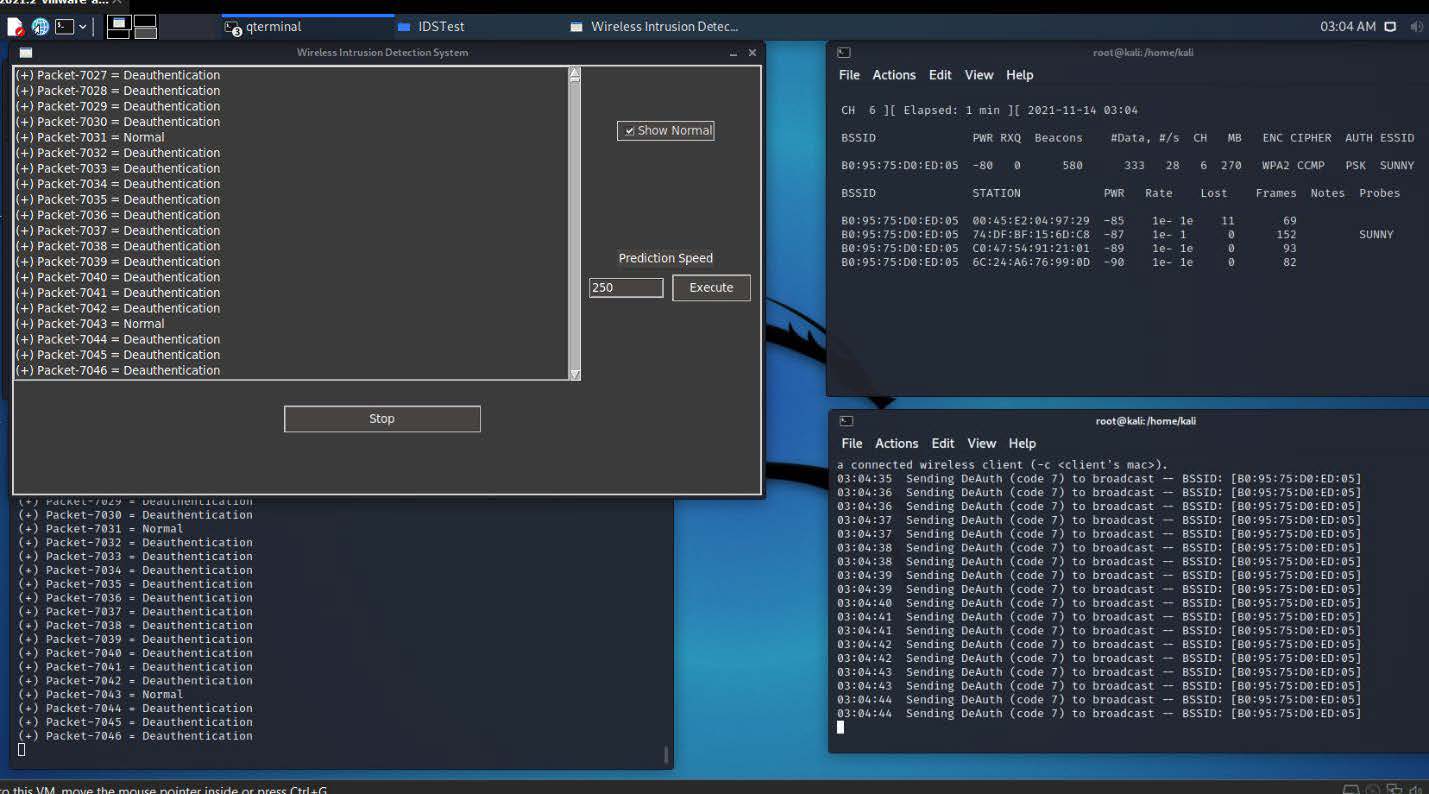 2021.2 VMware a...
qterminal
3
IDSTest
Wireless Intrusion Detec...
03:04 AM
Wireless Intrusion Detection System
(+) Packet-7027 = Deauthentication
(+) Packet-7028 = Deauthentication
(+) Packet-7029 = Deauthentication
(+) Packet-7030 = Deauthentication
(+) Packet-7031 = Normal
(+) Packet-7032 = Deauthentication
(+) Packet-7033 = Deauthentication
(+) Packet-7034 = Deauthentication
(+) Packet-7035 = Deauthentication
(+) Packet-7036 = Deauthentication
(+) Packet-7037 = Deauthentication
(+) Packet-7038 = Deauthentication
(+) Packet-7039 = Deauthentication
(+) Packet-7040 = Deauthentication
(+) Packet-7041 = Deauthentication
(+) Packet-7042 = Deauthentication
(+) Packet-7043 = Normal
(+) Packet-7044 = Deauthentication
(+) Packet-7045 = Deauthentication
(+) Packet-7046 = Deauthentication
Show Normal
Prediction Speed
250
Execute
Stop
(+) Packet-7029 = Deauthentication
(+) Packet-7030 = Deauthentication
(+) Packet-7031 = Normal
(+) Packet-7032 = Deauthentication
(+) Packet-7033 = Deauthentication
(+) Packet-7034 = Deauthentication
(+) Packet-7035 = Deauthentication
(+) Packet-7036 = Deauthentication
(+) Packet-7037 = Deauthentication
(+) Packet-7038 = Deauthentication
(+) Packet-7039 = Deauthentication
(+) Packet-7040 = Deauthentication
(+) Packet-7041 = Deauthentication
(+) Packet-7042 = Deauthentication
(+) Packet-7043 = Normal
(+) Packet-7044 = Deauthentication
(+) Packet-7045 = Deauthentication
(+) Packet-7046 = Deauthentication
root@kali:/home/kali
File Actions Edit View Help
CH 6 ][ Elapsed: 1 min ][ 2021-11-14 03:04
BSSID PWR RXQ Beacons #Data, #/s CH MB ENC CIPHER AUTH ESSID
B0:95:75:D0:ED:05 -80 0 580 333 28 6 270 WPA2 CCMP PSK SUNNY
BSSID STATION PWR Rate Lost Frames Notes Probes
B0:95:75:D0:ED:05 00:45:E2:04:97:29 -85 1e- 1e 11 69
B0:95:75:D0:ED:05 74:DF:BF:15:6D:C8 -87 1e- 1 0 152 SUNNY
B0:95:75:D0:ED:05 C0:47:54:91:21:01 -89 1e- 1e 0 93
B0:95:75:D0:ED:05 6C:24:A6:76:99:0D -90 1e- 1e 0 82
root@kali:/home/kali
File Actions Edit View Help
a connected wireless client (-c <client's mac>).
03:04:35 Sending DeAuth (code 7) to broadcast -- BSSID: [B0:95:75:D0:ED:05]
03:04:36 Sending DeAuth (code 7) to broadcast -- BSSID: [B0:95:75:D0:ED:05]
03:04:36 Sending DeAuth (code 7) to broadcast -- BSSID: [B0:95:75:D0:ED:05]
03:04:37 Sending DeAuth (code 7) to broadcast -- BSSID: [B0:95:75:D0:ED:05]
03:04:37 Sending DeAuth (code 7) to broadcast -- BSSID: [B0:95:75:D0:ED:05]
03:04:38 Sending DeAuth (code 7) to broadcast -- BSSID: [B0:95:75:D0:ED:05]
03:04:38 Sending DeAuth (code 7) to broadcast -- BSSID: [B0:95:75:D0:ED:05]
03:04:39 Sending DeAuth (code 7) to broadcast -- BSSID: [B0:95:75:D0:ED:05]
03:04:39 Sending DeAuth (code 7) to broadcast -- BSSID: [B0:95:75:D0:ED:05]
03:04:40 Sending DeAuth (code 7) to broadcast -- BSSID: [B0:95:75:D0:ED:05]
03:04:41 Sending DeAuth (code 7) to broadcast -- BSSID: [B0:95:75:D0:ED:05]
03:04:41 Sending DeAuth (code 7) to broadcast -- BSSID: [B0:95:75:D0:ED:05]
03:04:42 Sending DeAuth (code 7) to broadcast -- BSSID: [B0:95:75:D0:ED:05]
03:04:42 Sending DeAuth (code 7) to broadcast -- BSSID: [B0:95:75:D0:ED:05]
03:04:43 Sending DeAuth (code 7) to broadcast -- BSSID: [B0:95:75:D0:ED:05]
03:04:43 Sending DeAuth (code 7) to broadcast -- BSSID: [B0:95:75:D0:ED:05]
03:04:44 Sending DeAuth (code 7) to broadcast -- BSSID: [B0:95:75:D0:ED:05]
03:04:44 Sending DeAuth (code 7) to broadcast -- BSSID: [B0:95:75:D0:ED:05]
to this VM, move the mouse pointer inside or press Ctrl+G.